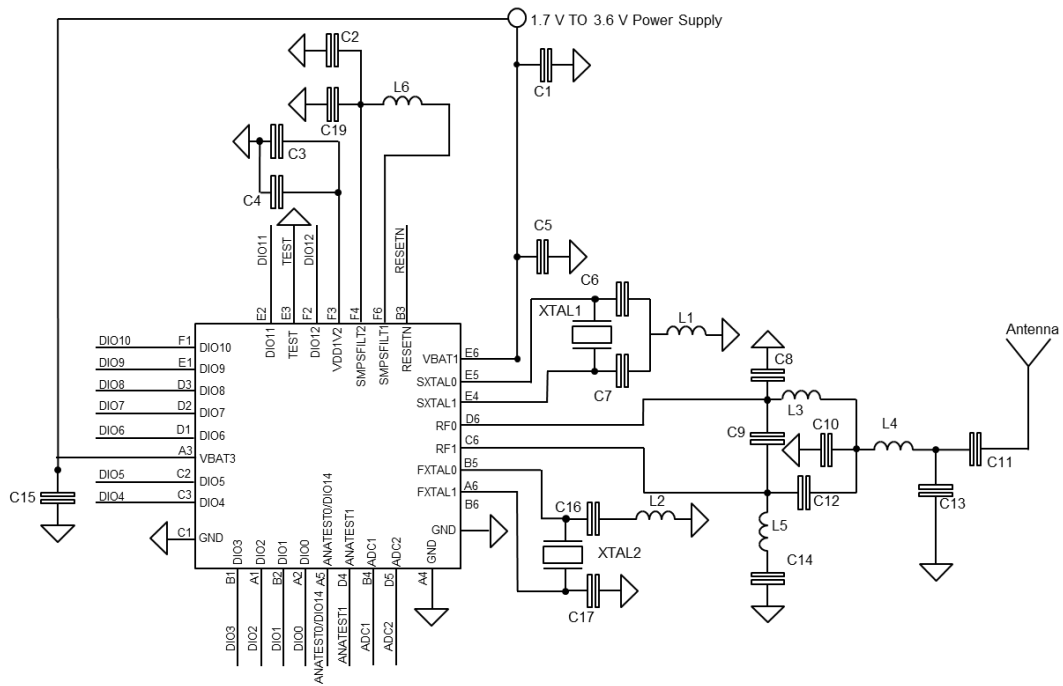 1.7 V TO 3.6 V Power Supply
C2
C1
L6
C19
C3
C4
DIO11
TEST
DIO12
RESETN
C5
C6
E2
E3
F2
F3
F4
F6
B3
DIO11
TEST
DIO12
VDD1V2
SMPSFILT2
SMPSFILT1
RESETN
XTAL1
L1
C7
Antenna
DIO10
F1
DIO10
DIO9
E1
DIO9
DIO8
D3
DIO8
DIO7
D2
DIO7
DIO6
D1
DIO6
A3
VBAT3
DIO5
C2
DIO5
DIO4
C3
DIO4
C1
GND
C15
VBAT1
E6
SXTAL0
E5
SXTAL1
E4
RF0
D6
RF1
C6
FXTAL0
B5
FXTAL1
A6
B6
GND
C8
L3
C9
C10
L4
C11
C12
C13
L5
C14
C16
L2
XTAL2
C17
DIO3
DIO2
DIO1
DIO0
ANATEST0/DIO14
ANATEST1
ADC1
ADC2
GND
B1
A1
B2
A2
A5
D4
B4
D5
A4
DIO3
DIO2
DIO1
DIO0
ANATEST0/DIO14
ANATEST1
ADC1
ADC2